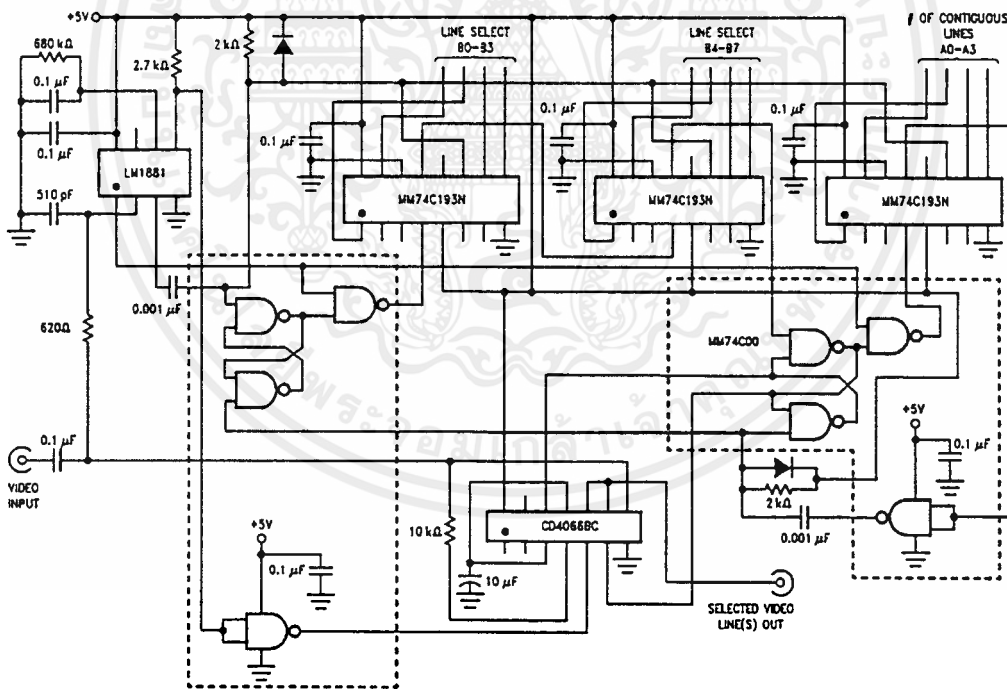 +5V
680 kΩ
0.1 µF
0.1 µF
510 pF
2.7 kΩ
2 kΩ
LM1881
LINE SELECT
B0-B3
LINE SELECT
B4-B7
OF CONTIGUOUS
LINES
A0-A3
0.1 µF
0.1 µF
0.1 µF
MM74C193N
MM74C193N
MM74C193N
0.001 µF
620Ω
MM74C00
+5V
0.1 µF
0.1 µF
VIDEO
INPUT
2 kΩ
0.001 µF
10 kΩ
CD4066BC
10 µF
+5V
0.1 µF
SELECTED VIDEO
LINE(S) OUT